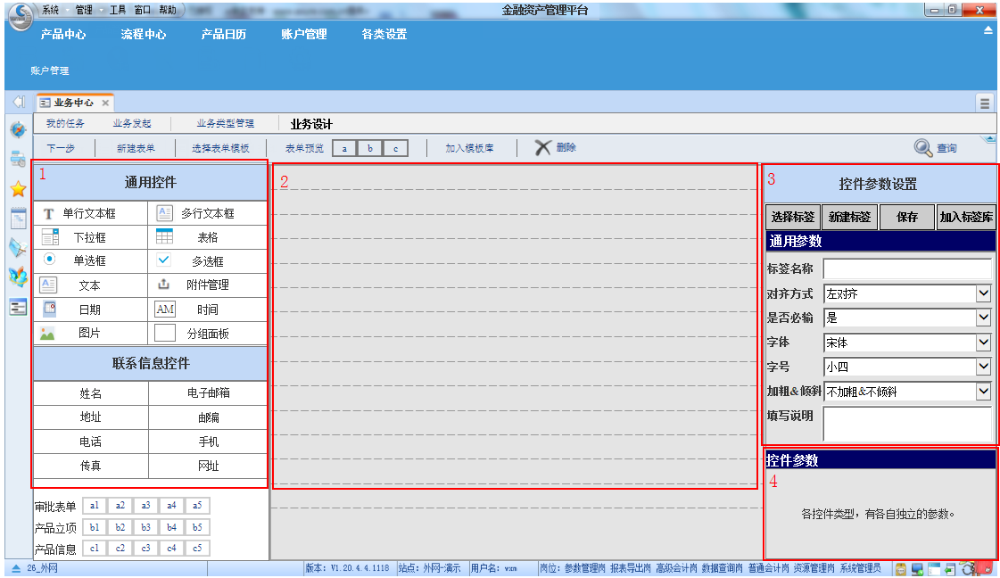 系统 管理 工具 窗口 帮助 金融资产管理平台
产品中心 流程中心 产品日历 账户管理 各类设置
账户管理
业务中心
我的任务 业务发起 业务类型管理 业务设计
下一步 新建表单 选择表单模板 表单预览 a b c 加入模板库 删除 查询
1
通用控件
T 单行文本框 多行文本框
下拉框 表格
单选框 多选框
文本 附件管理
日期 AM 时间
图片 分组面板
联系信息控件
姓名 电子邮箱
地址 邮编
电话 手机
传真 网址
审批表单 a1 a2 a3 a4 a5
产品立项 b1 b2 b3 b4 b5
产品信息 c1 c2 c3 c4 c5
2
3
控件参数设置
选择标签 新建标签 保存 加入标签库
通用参数
标签名称
对齐方式 左对齐
是否必输 是
字体 宋体
字号 小四
加粗&倾斜 不加粗&不倾斜
填写说明
控件参数
4
各控件类型，有各自独立的参数。
26_外网 版本: V1.20.4.4.1118 站点: 外网-演示 用户名: wxm 岗位: 参数管理岗 报表导出岗 高级会计岗 数据查询岗 普通会计岗 资源管理岗 系统管理员